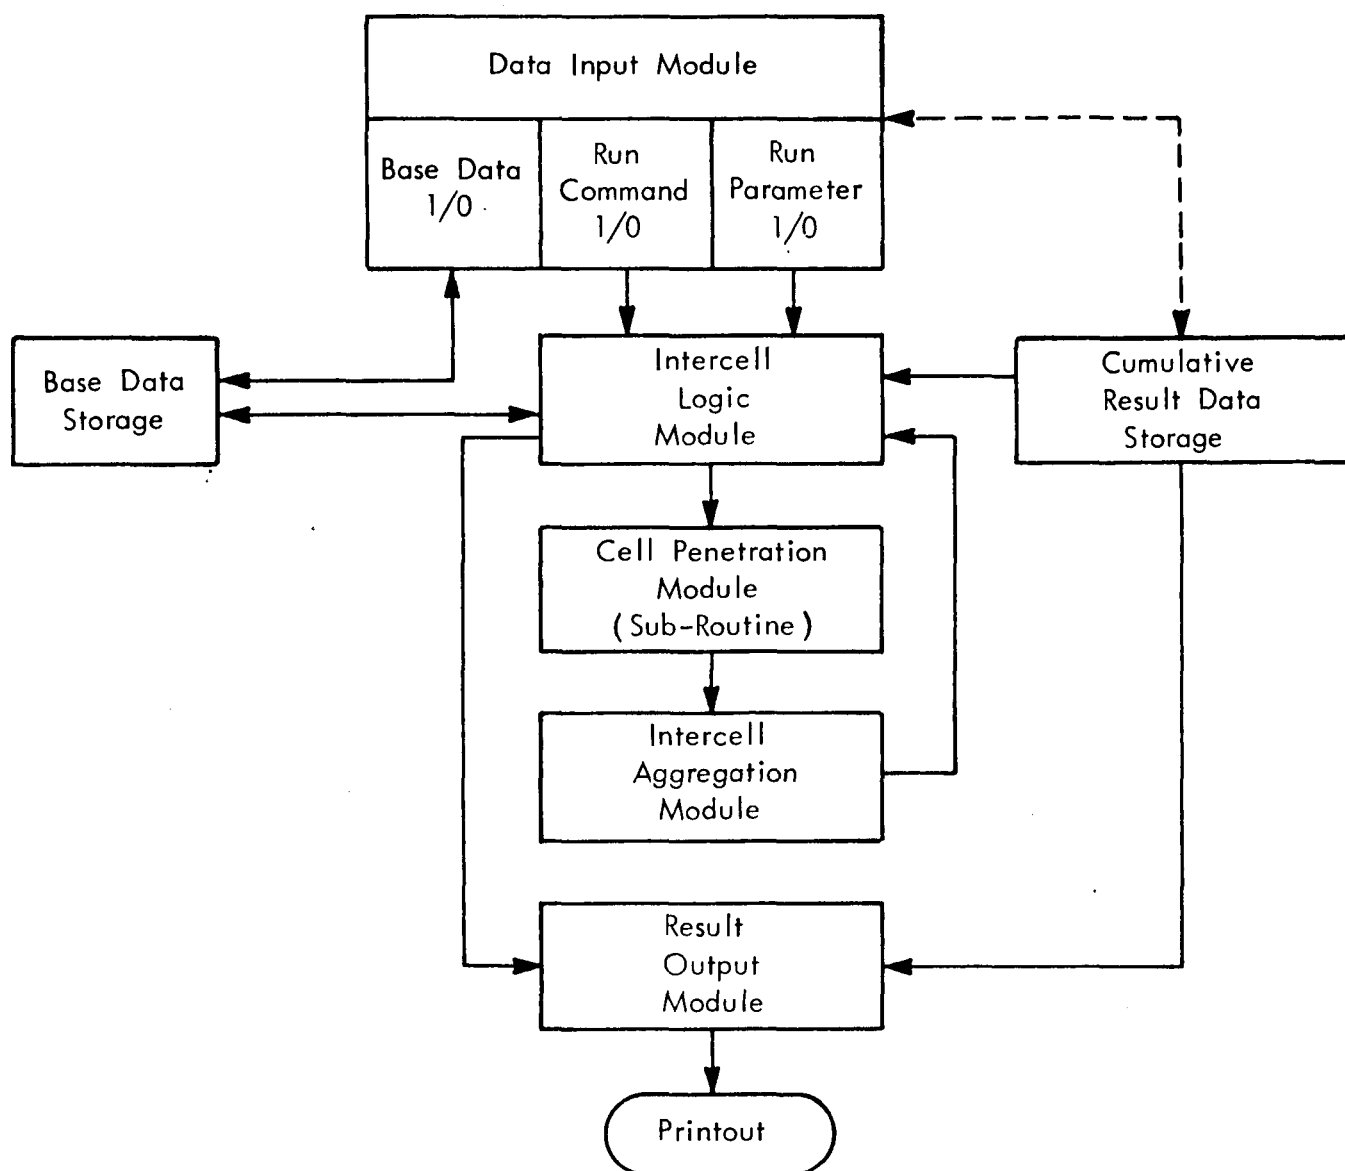 Data Input Module
Base Data
1/0
Run
Command
1/0
Run
Parameter
1/0
Base Data
Storage
Intercell
Logic
Module
Cumulative
Result Data
Storage
Cell Penetration
Module
(Sub-Routine)
Intercell
Aggregation
Module
Result
Output
Module
Printout